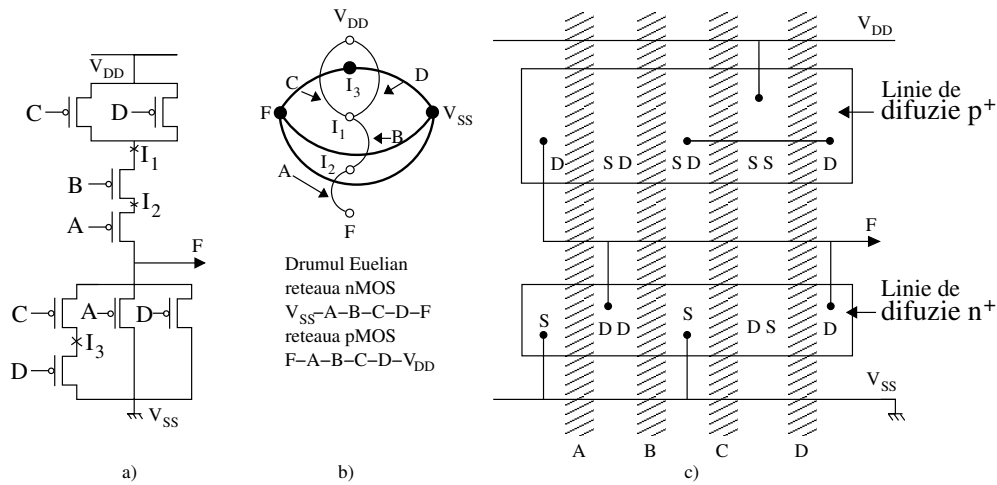 V_DD
C
D
I_1
B
I_2
A
F
C
A
D
I_3
D
V_SS
a)
V_DD
C
D
I_3
F
V_SS
I_1
B
I_2
A
F
Drumul Euelian
reteaua nMOS
V_SS–A–B–C–D–F
reteaua pMOS
F–A–B–C–D–V_DD
b)
V_DD
Linie de
difuzie p+
D S D S D S S D
F
Linie de
difuzie n+
S D D S D S D
V_SS
A B C D
c)